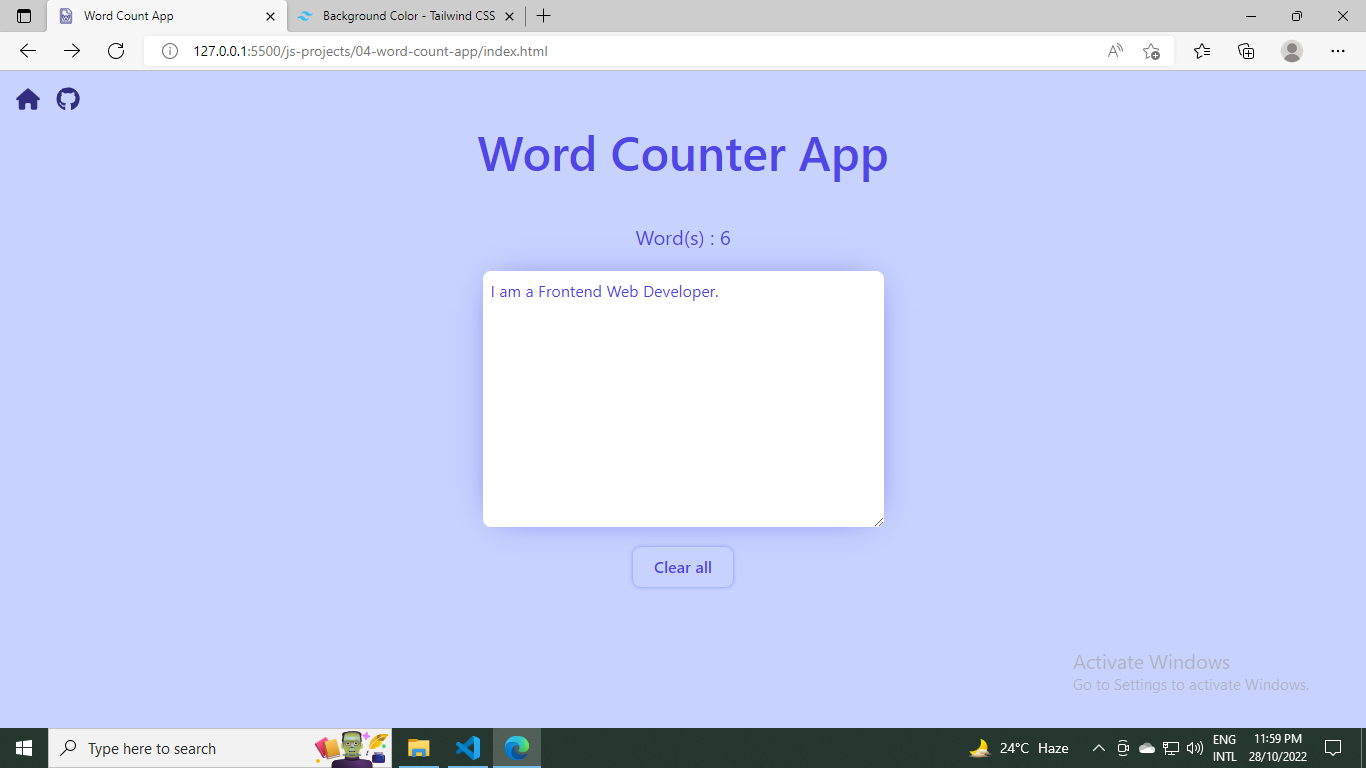 Word Count App
Background Color - Tailwind CSS
127.0.0.1:5500/js-projects/04-word-count-app/index.html
Word Counter App
Word(s) : 6
I am a Frontend Web Developer.
Clear all
Activate Windows
Go to Settings to activate Windows.
Type here to search
24°C Haze
ENG
INTL
11:59 PM
28/10/2022